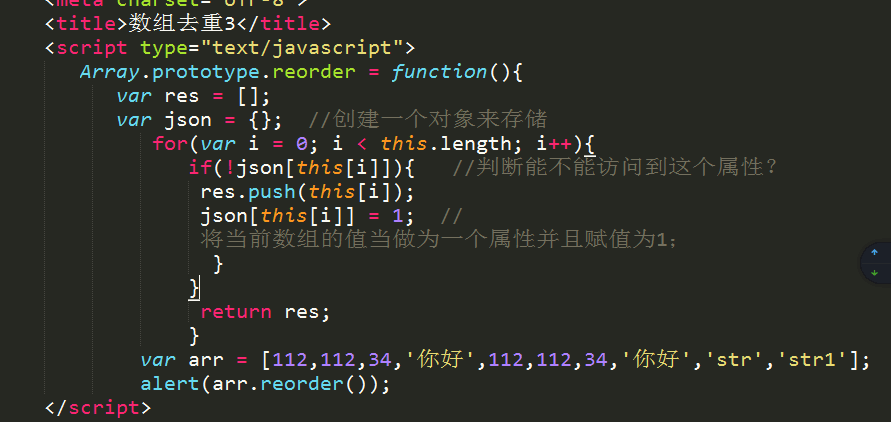 <meta charset="utf-8">
<title>数组去重3</title>
<script type="text/javascript">
Array.prototype.reorder = function(){
var res = [];
var json = {}; //创建一个对象来存储
for(var i = 0; i < this.length; i++){
if(!json[this[i]]){ //判断能不能访问到这个属性?
res.push(this[i]);
json[this[i]] = 1; //
将当前数组的值当做为一个属性并且赋值为1;
}
}
return res;
}
var arr = [112,112,34,'你好',112,112,34,'你好','str','str1'];
alert(arr.reorder());
</script>